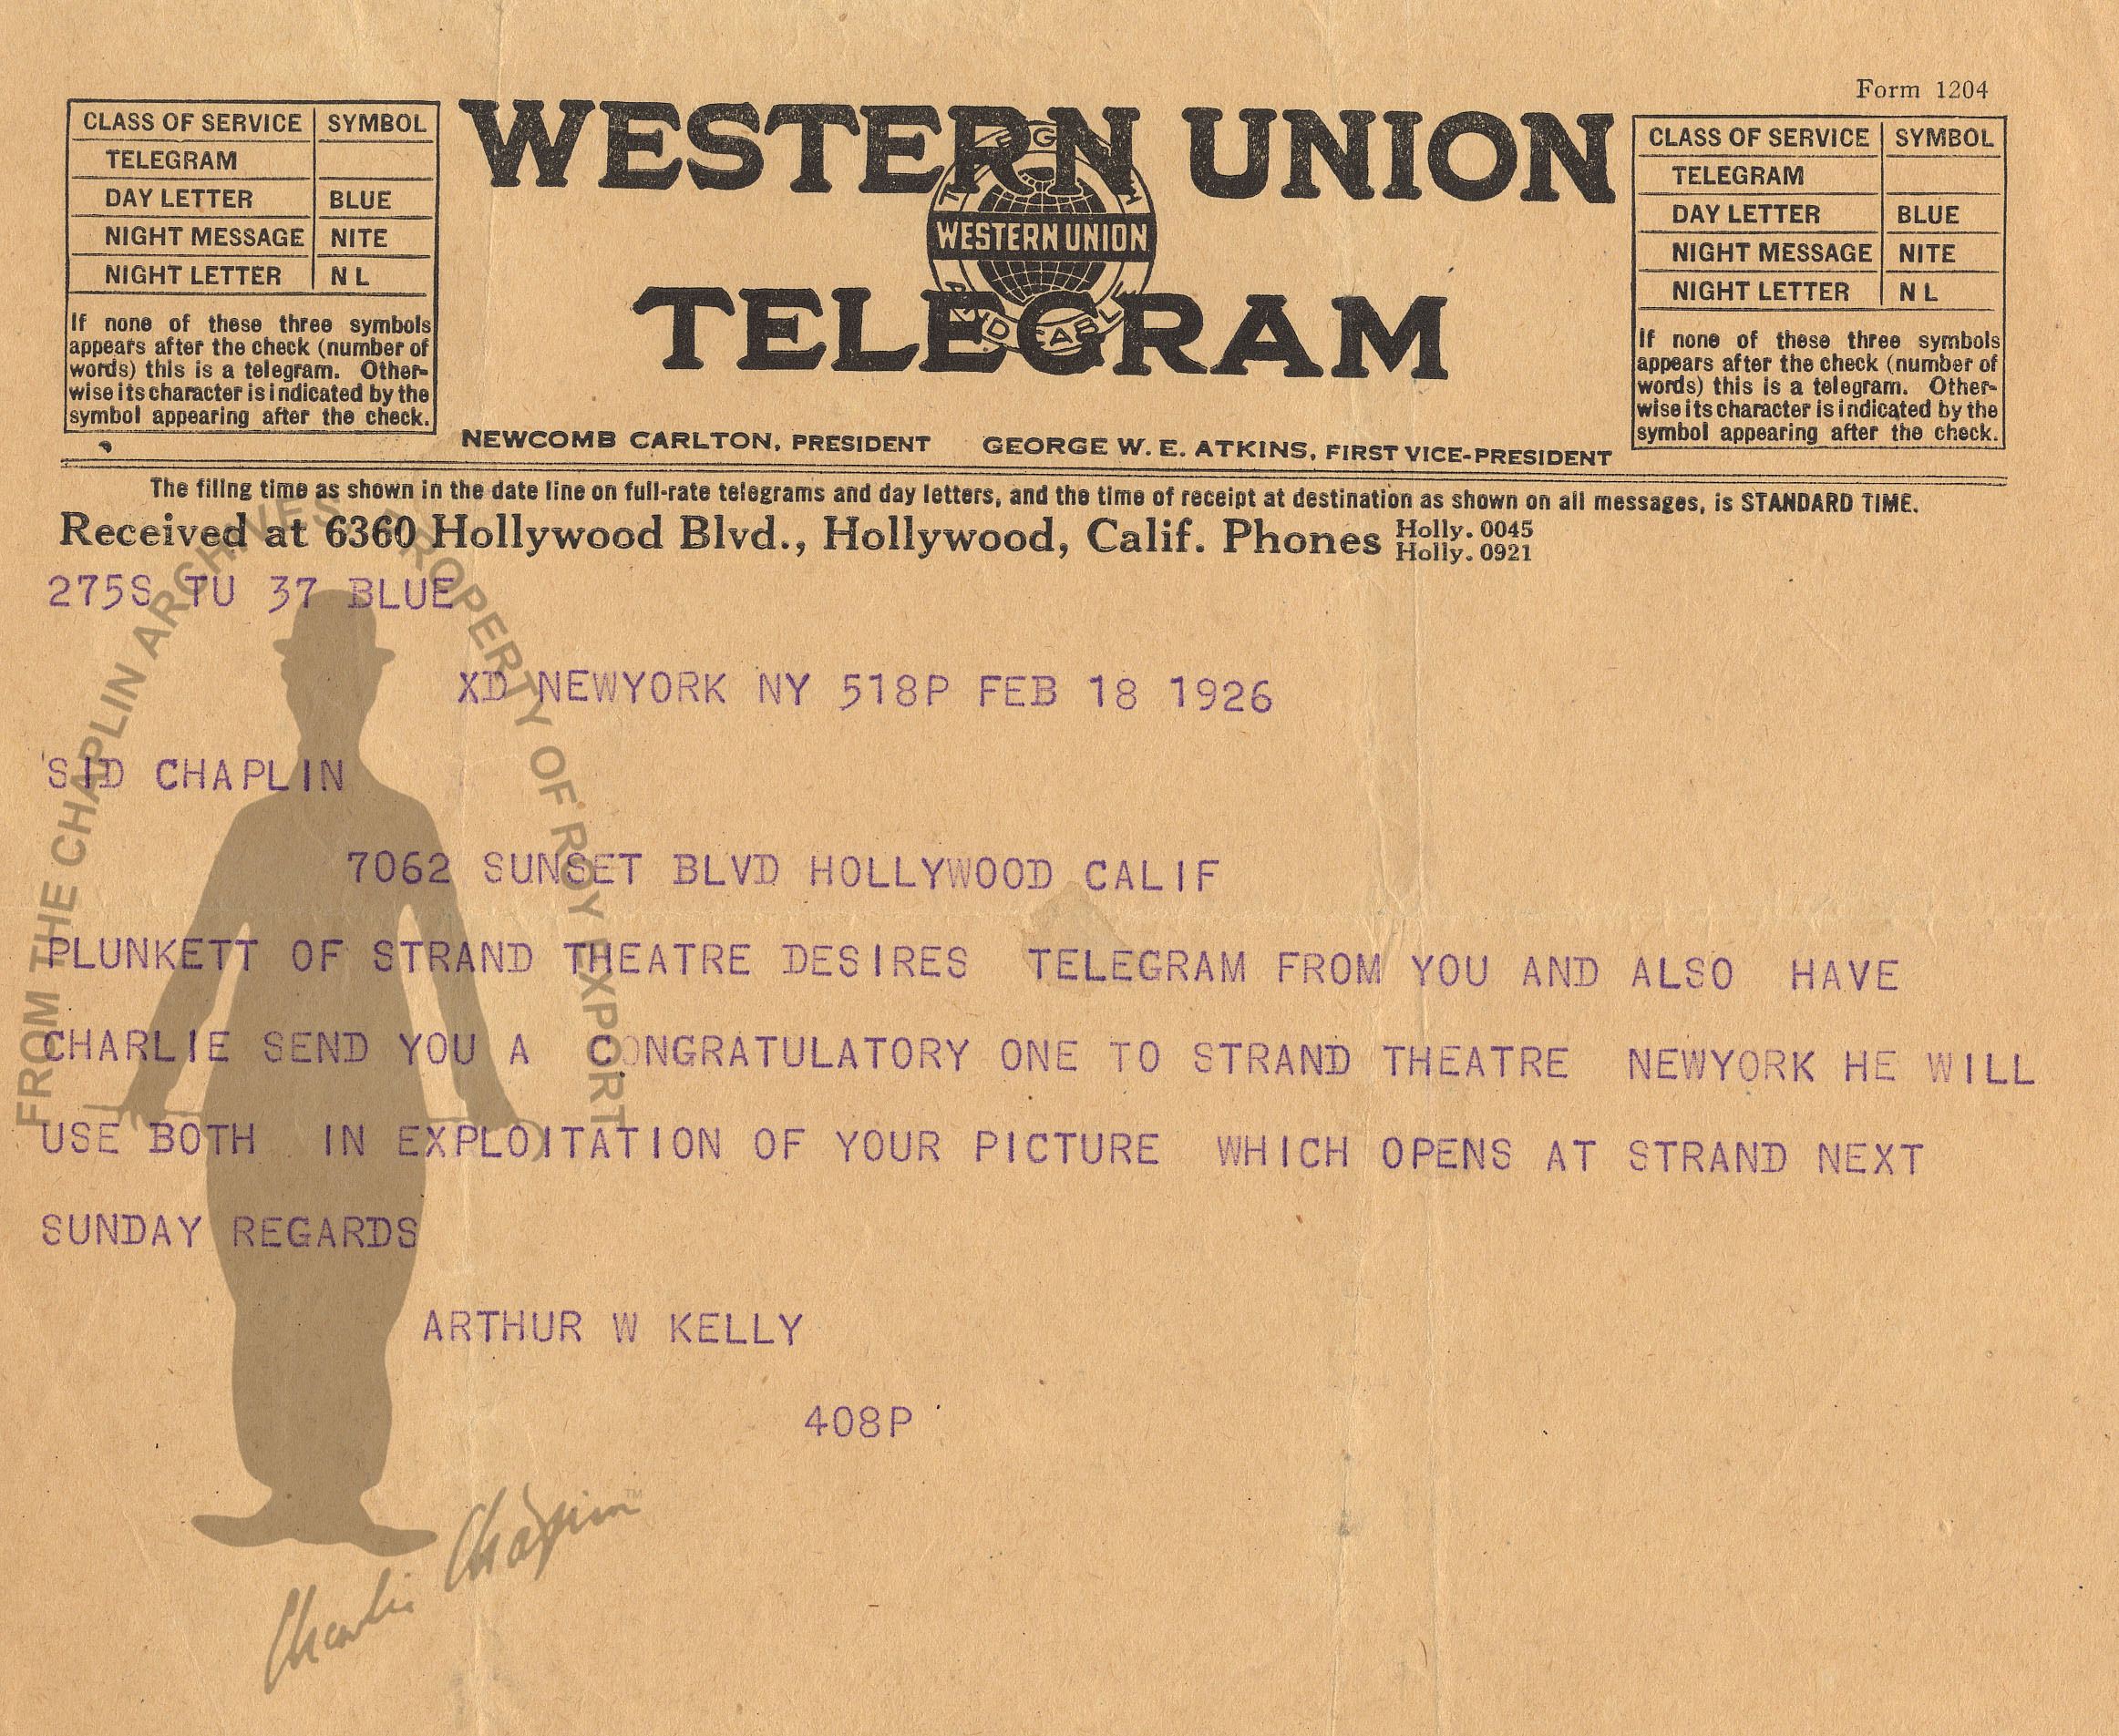 Form 1204
CLASS OF SERVICE SYMBOL
TELEGRAM
DAY LETTER BLUE
NIGHT MESSAGE NITE
NIGHT LETTER N L
If none of these three symbols
appears after the check (number of
words) this is a telegram. Other-
wise its character is indicated by the
symbol appearing after the check.
WESTERN UNION
TELEGRAPH
WESTERN UNION
AND CABLE
TELEGRAM
NEWCOMB CARLTON, PRESIDENT GEORGE W. E. ATKINS, FIRST VICE-PRESIDENT
CLASS OF SERVICE SYMBOL
TELEGRAM
DAY LETTER BLUE
NIGHT MESSAGE NITE
NIGHT LETTER N L
If none of these three symbols
appears after the check (number of
words) this is a telegram. Other-
wise its character is indicated by the
symbol appearing after the check.
The filing time as shown in the date line on full-rate telegrams and day letters, and the time of receipt at destination as shown on all messages, is STANDARD TIME.
Received at 6360 Hollywood Blvd., Hollywood, Calif. Phones Holly. 0045
Holly. 0921
275S TU 37 BLUE
XD NEWYORK NY 518P FEB 18 1926
'SID CHAPLIN
7062 SUNSET BLVD HOLLYWOOD CALIF
PLUNKETT OF STRAND THEATRE DESIRES TELEGRAM FROM YOU AND ALSO HAVE
CHARLIE SEND YOU A CONGRATULATORY ONE TO STRAND THEATRE NEWYORK HE WILL
USE BOTH IN EXPLOITATION OF YOUR PICTURE WHICH OPENS AT STRAND NEXT
SUNDAY REGARDS
ARTHUR W KELLY
408P
FROM THE CHAPLIN ARCHIVES PROPERTY OF ROY EXPORT
Charlie Chaplin TM